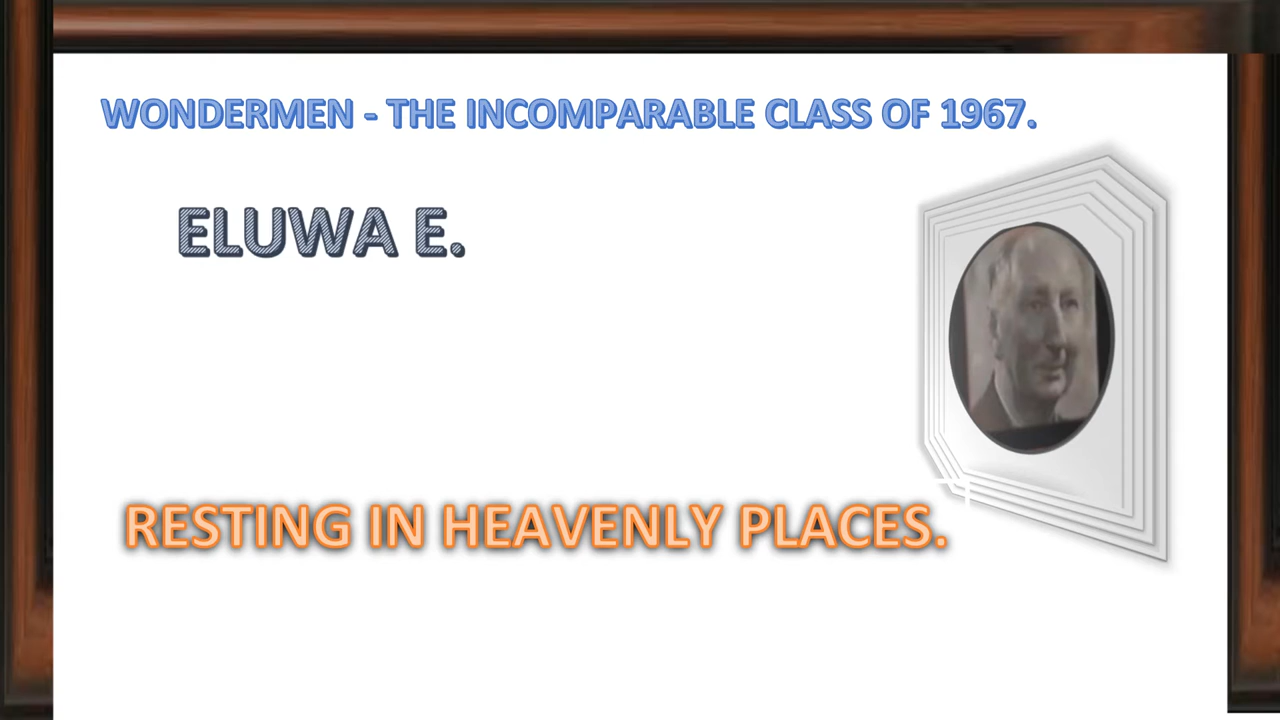 WONDERMEN - THE INCOMPARABLE CLASS OF 1967.
ELUWA E.
RESTING IN HEAVENLY PLACES.